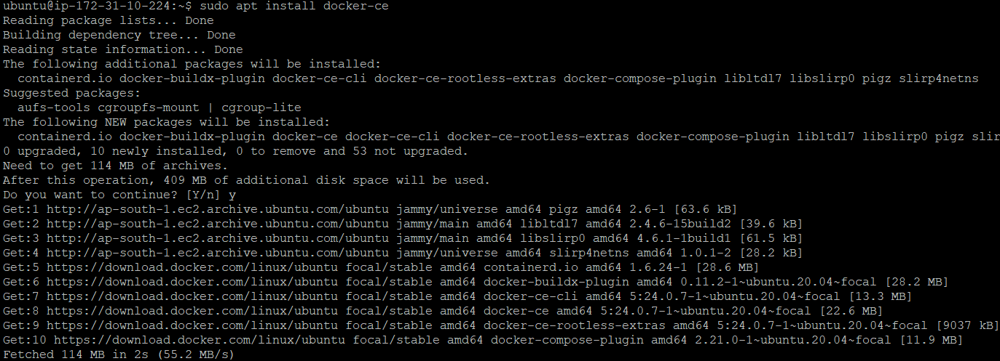 ubuntu@ip-172-31-10-224:~$ sudo apt install docker-ce
Reading package lists... Done
Building dependency tree... Done
Reading state information... Done
The following additional packages will be installed:
  containerd.io docker-buildx-plugin docker-ce-cli docker-ce-rootless-extras docker-compose-plugin libltdl7 libslirp0 pigz slirp4netns
Suggested packages:
  aufs-tools cgroupfs-mount | cgroup-lite
The following NEW packages will be installed:
  containerd.io docker-buildx-plugin docker-ce docker-ce-cli docker-ce-rootless-extras docker-compose-plugin libltdl7 libslirp0 pigz slir
0 upgraded, 10 newly installed, 0 to remove and 53 not upgraded.
Need to get 114 MB of archives.
After this operation, 409 MB of additional disk space will be used.
Do you want to continue? [Y/n] y
Get:1 http://ap-south-1.ec2.archive.ubuntu.com/ubuntu jammy/universe amd64 pigz amd64 2.6-1 [63.6 kB]
Get:2 http://ap-south-1.ec2.archive.ubuntu.com/ubuntu jammy/main amd64 libltdl7 amd64 2.4.6-15build2 [39.6 kB]
Get:3 http://ap-south-1.ec2.archive.ubuntu.com/ubuntu jammy/main amd64 libslirp0 amd64 4.6.1-1build1 [61.5 kB]
Get:4 http://ap-south-1.ec2.archive.ubuntu.com/ubuntu jammy/universe amd64 slirp4netns amd64 1.0.1-2 [28.2 kB]
Get:5 https://download.docker.com/linux/ubuntu focal/stable amd64 containerd.io amd64 1.6.24-1 [28.6 MB]
Get:6 https://download.docker.com/linux/ubuntu focal/stable amd64 docker-buildx-plugin amd64 0.11.2-1~ubuntu.20.04~focal [28.2 MB]
Get:7 https://download.docker.com/linux/ubuntu focal/stable amd64 docker-ce-cli amd64 5:24.0.7-1~ubuntu.20.04~focal [13.3 MB]
Get:8 https://download.docker.com/linux/ubuntu focal/stable amd64 docker-ce amd64 5:24.0.7-1~ubuntu.20.04~focal [22.6 MB]
Get:9 https://download.docker.com/linux/ubuntu focal/stable amd64 docker-ce-rootless-extras amd64 5:24.0.7-1~ubuntu.20.04~focal [9037 kB]
Get:10 https://download.docker.com/linux/ubuntu focal/stable amd64 docker-compose-plugin amd64 2.21.0-1~ubuntu.20.04~focal [11.9 MB]
Fetched 114 MB in 2s (55.2 MB/s)